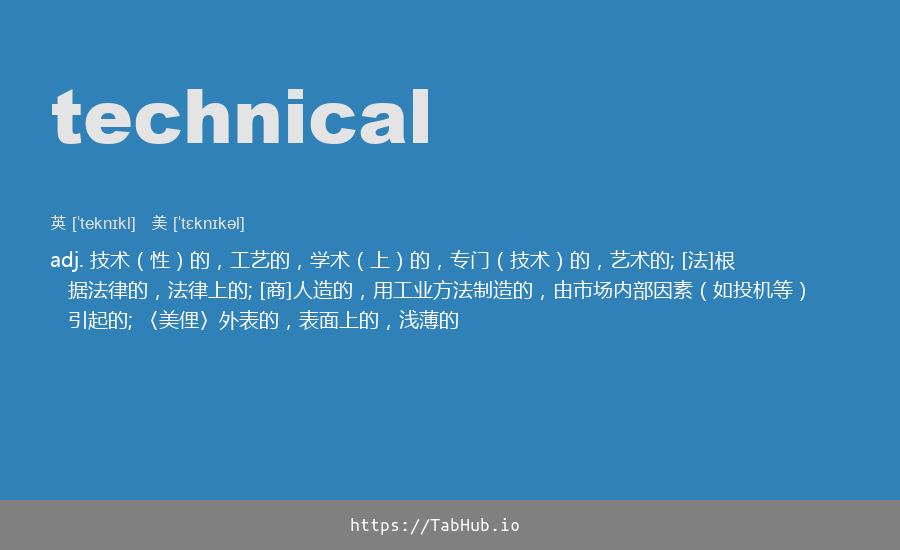 technical
英 [ˈteknɪkl] 美 [ˈtɛknɪkəl]
adj. 技术（性）的，工艺的，学术（上）的，专门（技术）的，艺术的; [法]根
据法律的，法律上的; [商]人造的，用工业方法制造的，由市场内部因素（如投机等）
引起的; 〈美俚〉外表的，表面上的，浅薄的
https://TabHub.io